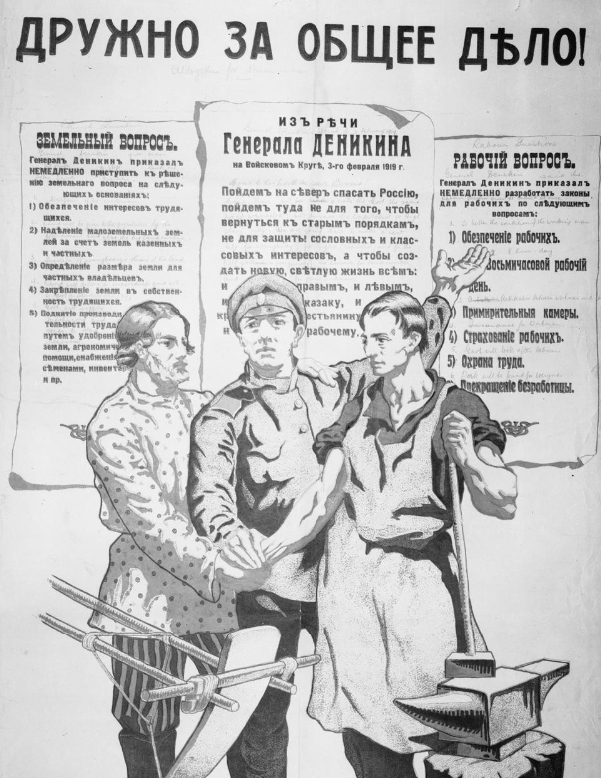 ДРУЖНО ЗА ОБЩЕЕ ДѢЛО!
ЗЕМЕЛЬНЫЙ ВОПРОСЪ.
Генералъ Деникинъ приказалъ
НЕМЕДЛЕННО приступить къ рѣше-
нію земельнаго вопроса на слѣду-
ющихъ основаніяхъ:
1) Обезпеченіе интересовъ трудя-
щихся.
2) Надѣленіе малоземельныхъ зем-
лей за счетъ земель казенныхъ
и частныхъ.
3) Опредѣленіе размѣра земли для
частныхъ владѣльцевъ.
4) Закрѣпленіе земли въ собствен-
ность трудящихся.
5) Поднятіе производи
тельности труда
путемъ удобрені
земли, агрономич
помощи, снабжен
сѣменами, инвент
и пр.
ИЗЪ РѢЧИ
Генерала ДЕНИКИНА
на Войсковомъ Кругѣ, 3-го февраля 1919 г.
Пойдемъ на сѣверъ спасать Россію,
пойдемъ туда не для того, чтобы
вернуться къ старымъ порядкамъ,
не для защиты сословныхъ и клас-
совыхъ интересовъ, а чтобы соз-
дать новую, свѣтлую жизнь всѣмъ:
и правымъ, и лѣвымъ,
и казаку, и
кр естьянину
и рабочему.
РАБОЧІЙ ВОПРОСЪ.
Генералъ Деникинъ приказалъ
НЕМЕДЛЕННО разработать законы
для рабочихъ по слѣдующимъ
вопросамъ:
1) Обезпеченіе рабочихъ.
Восьмичасовой рабочій
день.
3) Примирительныя камеры.
4) Страхованіе рабочихъ.
5) Охрана труда.
Прекращеніе безработицы.